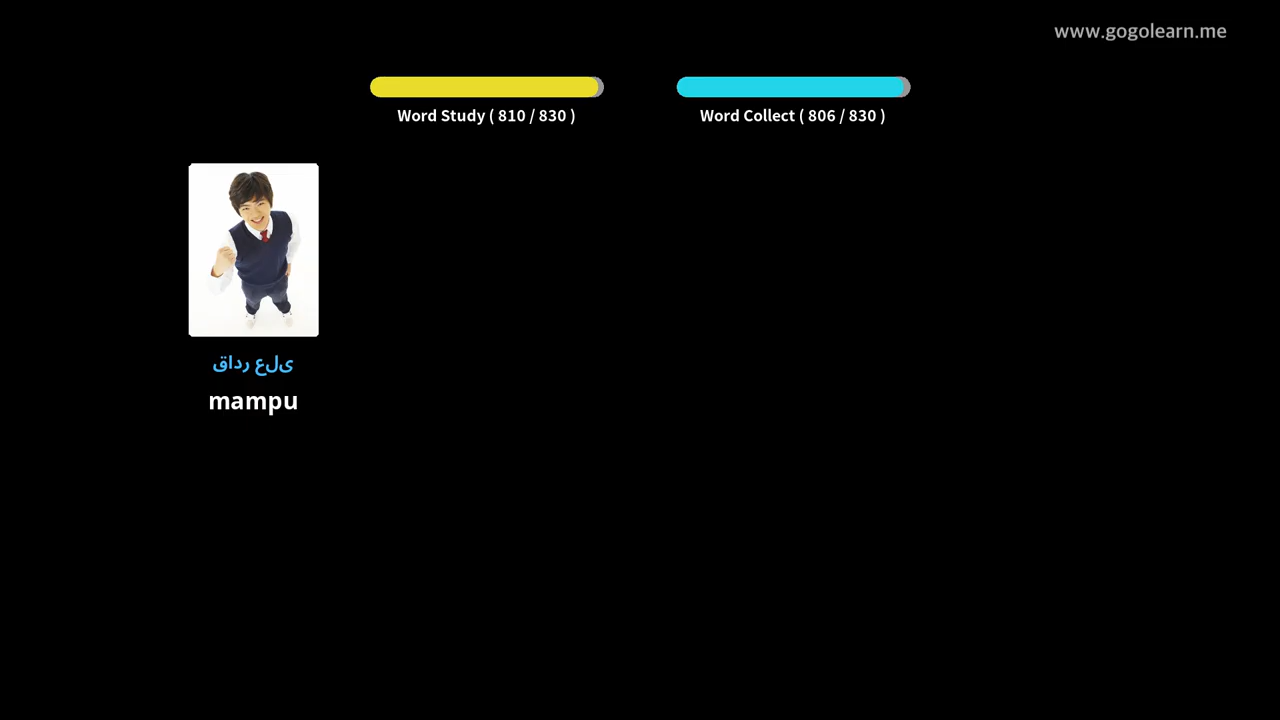 www.gogolearn.me
Word Study ( 810 / 830 )
Word Collect ( 806 / 830 )
ىلع رداق
mampu